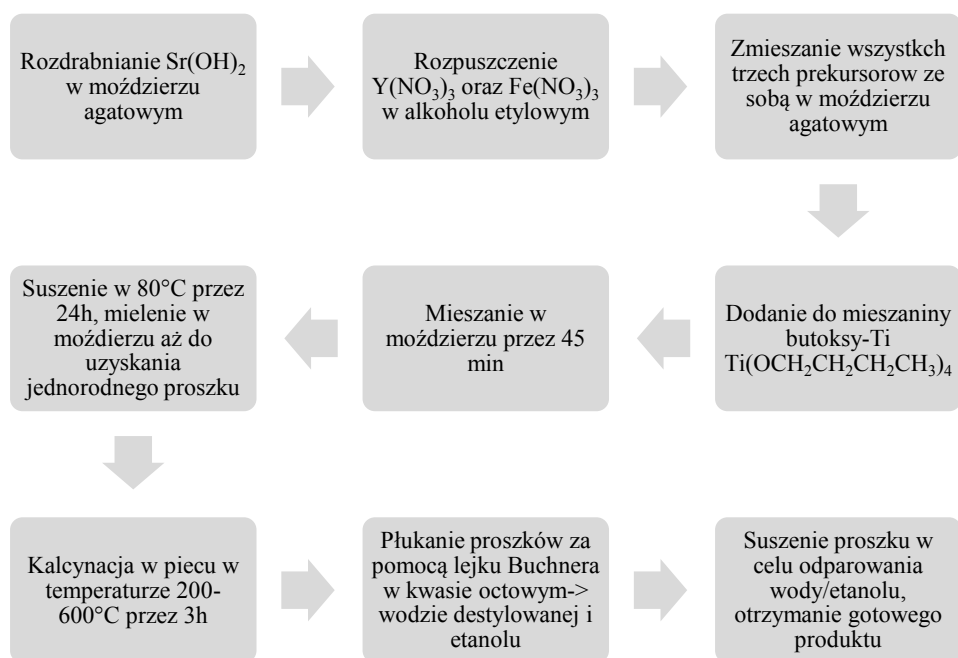 Rozdrabnianie Sr(OH)₂
w moździerzu
agatowym
Rozpuszczenie
Y(NO₃)₃ oraz Fe(NO₃)₃
w alkoholu etylowym
Zmieszanie wszystkch
trzech prekursorow ze
sobą w moździerzu
agatowym
Dodanie do mieszaniny
butoksy-Ti
Ti(OCH₂CH₂CH₂CH₃)₄
Mieszanie w
moździerzu przez 45
min
Suszenie w 80°C przez
24h, mielenie w
moździerzu aż do
uzyskania
jednorodnego proszku
Kalcynacja w piecu w
temperaturze 200-
600°C przez 3h
Płukanie proszków za
pomocą lejku Buchnera
w kwasie octowym->
wodzie destylowanej i
etanolu
Suszenie proszku w
celu odparowania
wody/etanolu,
otrzymanie gotowego
produktu